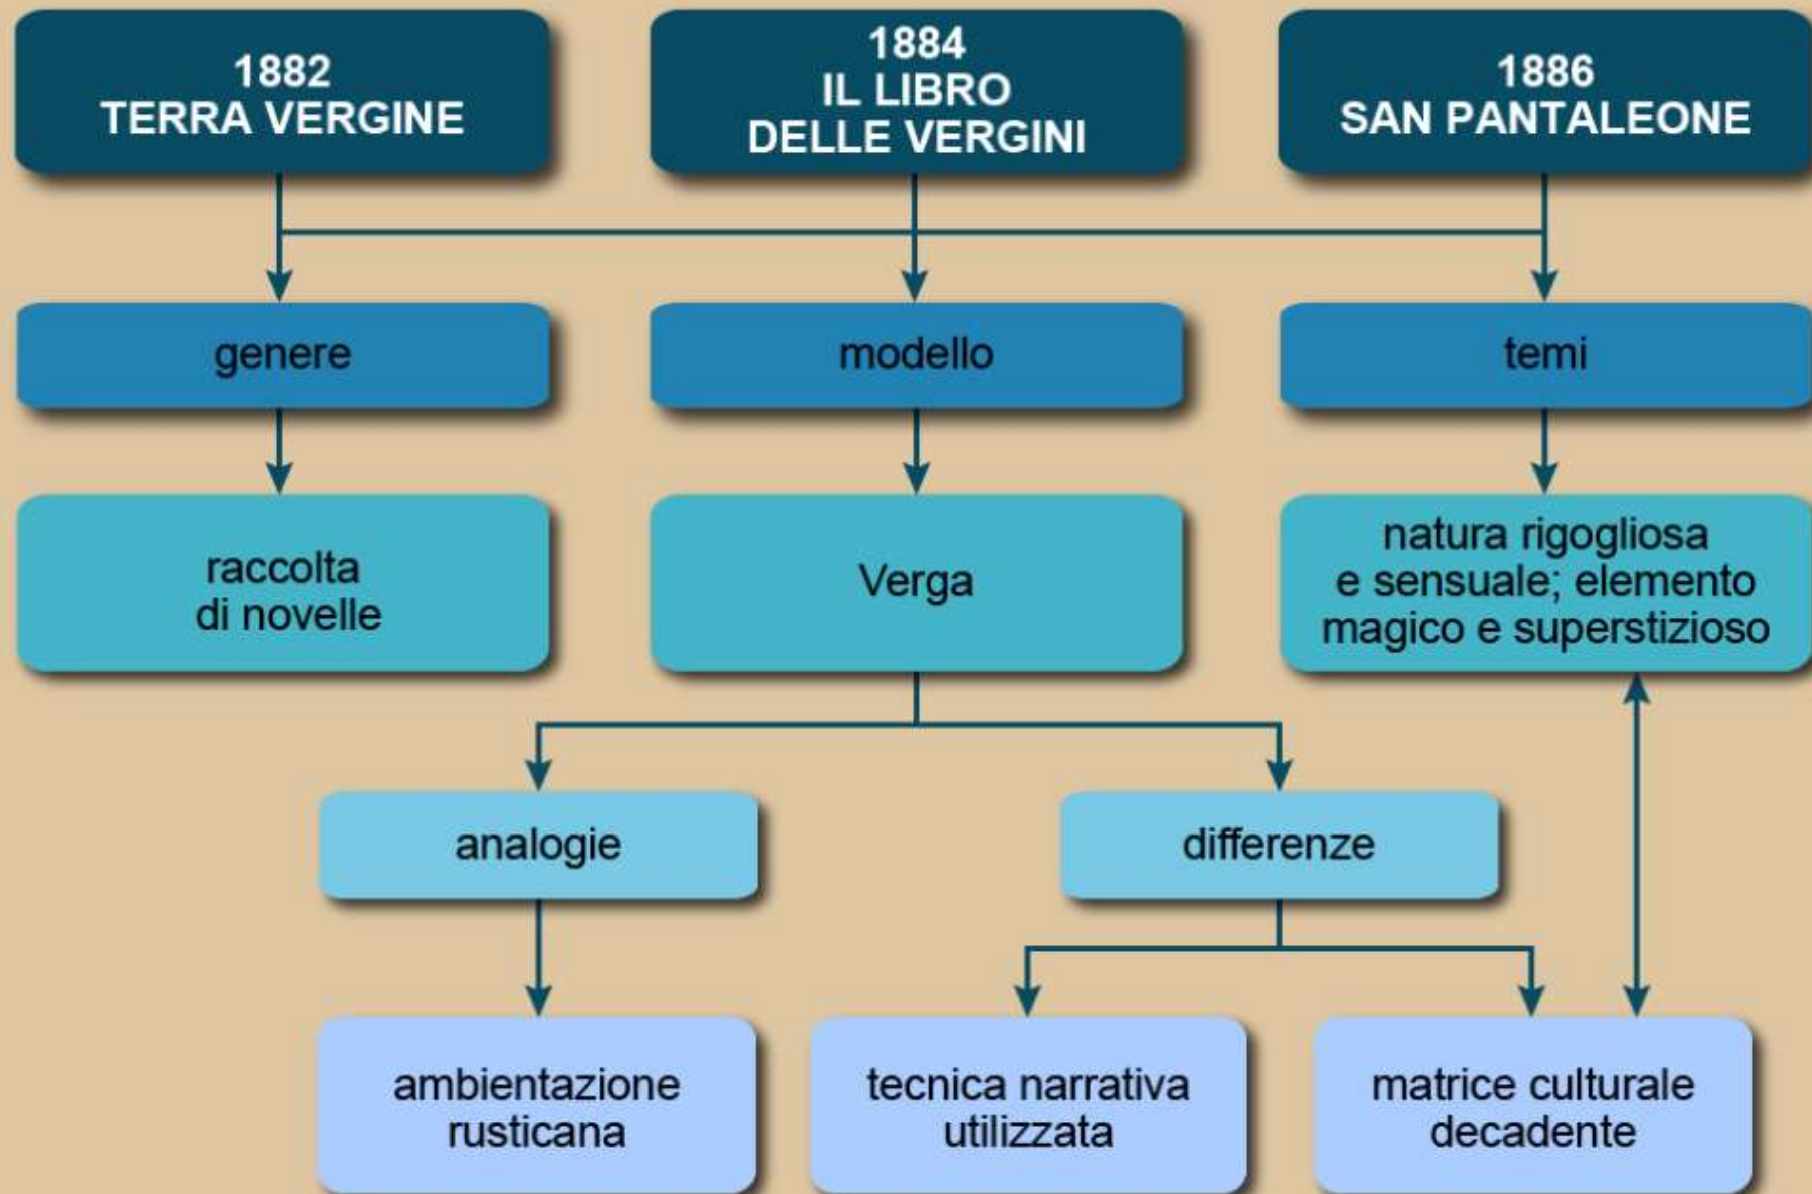 1882
TERRA VERGINE
1884
IL LIBRO
DELLE VERGINI
1886
SAN PANTALEONE
genere
modello
temi
raccolta
di novelle
Verga
natura rigogliosa
e sensuale; elemento
magico e superstizioso
analogie
differenze
ambientazione
rusticana
tecnica narrativa
utilizzata
matrice culturale
decadente